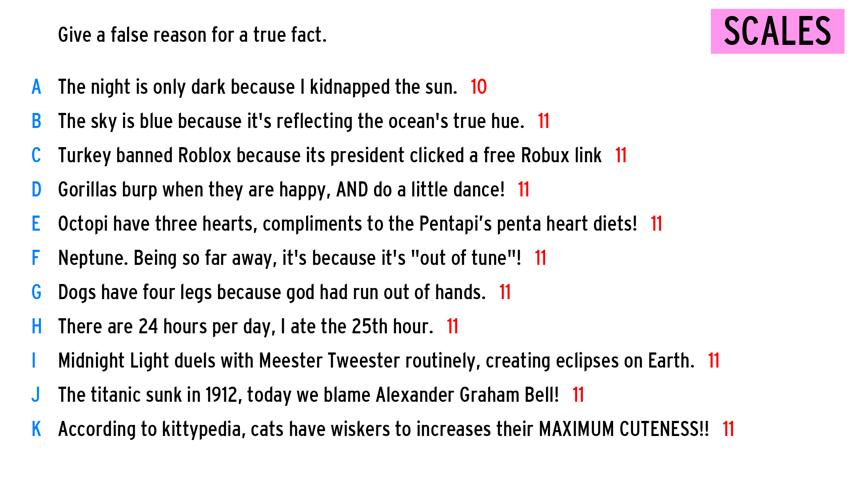 Give a false reason for a true fact.
SCALES
A The night is only dark because I kidnapped the sun. 10
B The sky is blue because it's reflecting the ocean's true hue. 11
C Turkey banned Roblox because its president clicked a free Robux link 11
D Gorillas burp when they are happy, AND do a little dance! 11
E Octopi have three hearts, compliments to the Pentapi’s penta heart diets! 11
F Neptune. Being so far away, it's because it's "out of tune"! 11
G Dogs have four legs because god had run out of hands. 11
H There are 24 hours per day, I ate the 25th hour. 11
I Midnight Light duels with Meester Tweester routinely, creating eclipses on Earth. 11
J The titanic sunk in 1912, today we blame Alexander Graham Bell! 11
K According to kittypedia, cats have wiskers to increases their MAXIMUM CUTENESS!! 11